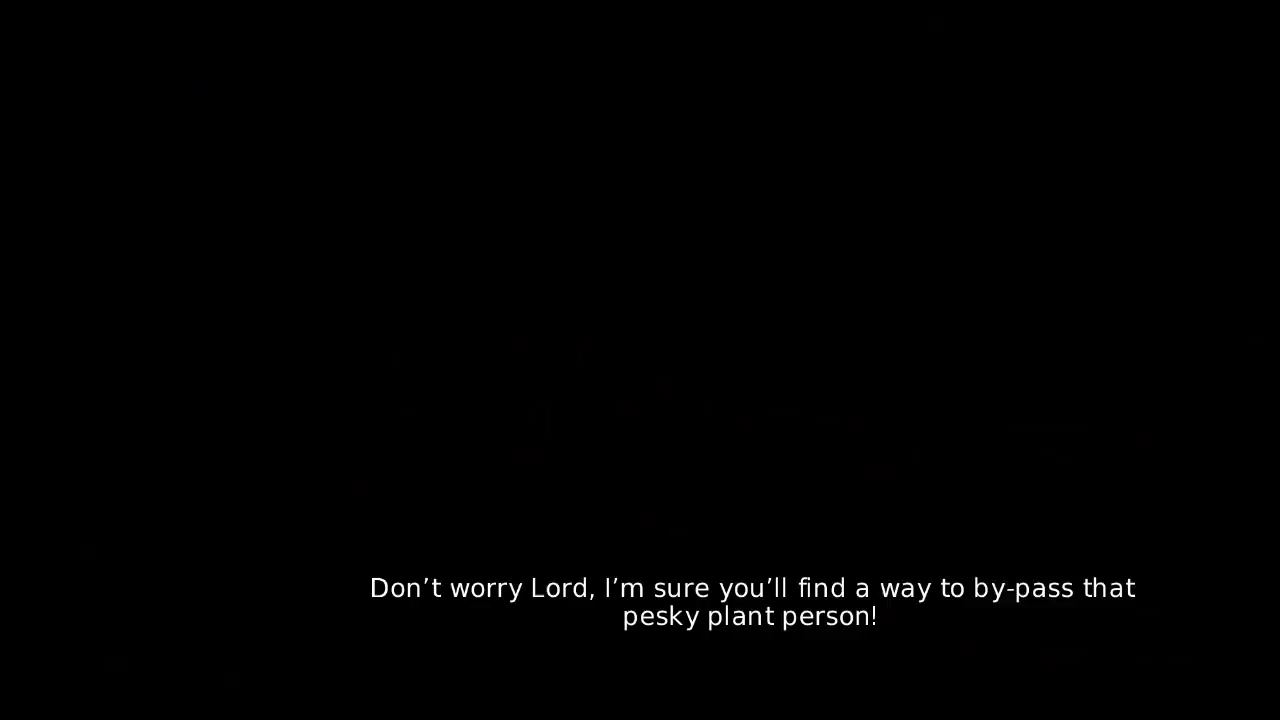 Don’t worry Lord, I’m sure you’ll find a way to by-pass that
pesky plant person!